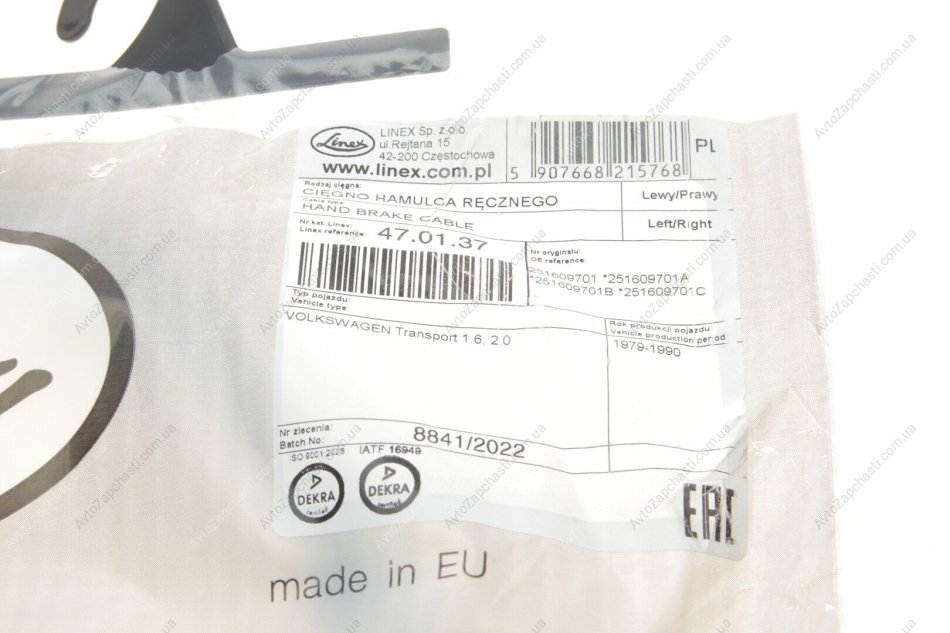 Linex
LINEX Sp. z.o.o.
ul.Rejtana 15
42-200 Częstochowa
www.linex.com.pl
5 907668 215768
PL
Rodzaj cięgna:
CIĘGNO HAMULCA RĘCZNEGO
Cable type:
HAND BRAKE CABLE
Lewy/Prawy
Left/Right
Nr kat. Linex:
Linex reference:
47.01.37
Nr oryginału:
OE reference:
251609701 *251609701A
*251609701B *251609701C
Typ pojazdu:
Vehicle type:
VOLKSWAGEN Transport 1.6; 2.0
Rok produkcji pojazdu:
Vehicle production period
1979-1990
Nr zlecenia:
Batch No:
8841/2022
ISO 9001:2008
IATF 16949
DEKRA
certified
DEKRA
certified
EAC
made in EU
AvtoZapchasti.com.ua